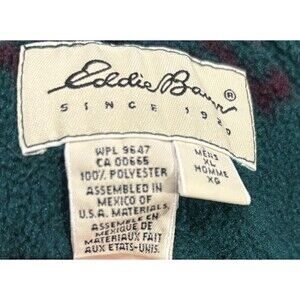 Eddie Bauer ®
SINCE 1920
WPL 9647
CA 00665
100% POLYESTER
ASSEMBLED IN
MEXICO OF
U.S.A. MATERIALS.
ASSEMBLE AU
MEXIQUE DE
MATERIAUX FAIT
AUX ETATS-UNIS.
MENS
XL
HOMME
XG